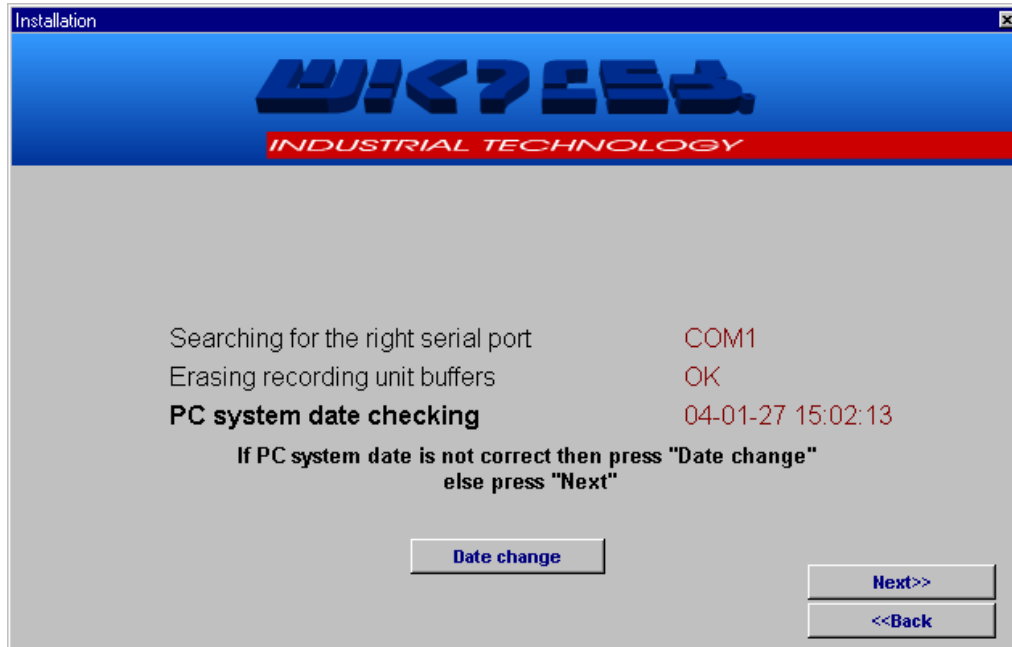 Installation
INDUSTRIAL TECHNOLOGY
Searching for the right serial port COM1
Erasing recording unit buffers OK
PC system date checking 04-01-27 15:02:13
If PC system date is not correct then press "Date change"
else press "Next"
Date change
Next>>
<<Back